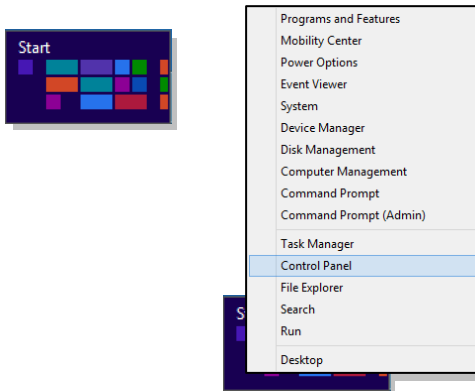 Start
Programs and Features
Mobility Center
Power Options
Event Viewer
System
Device Manager
Disk Management
Computer Management
Command Prompt
Command Prompt (Admin)
Task Manager
Control Panel
File Explorer
Search
Run
Desktop